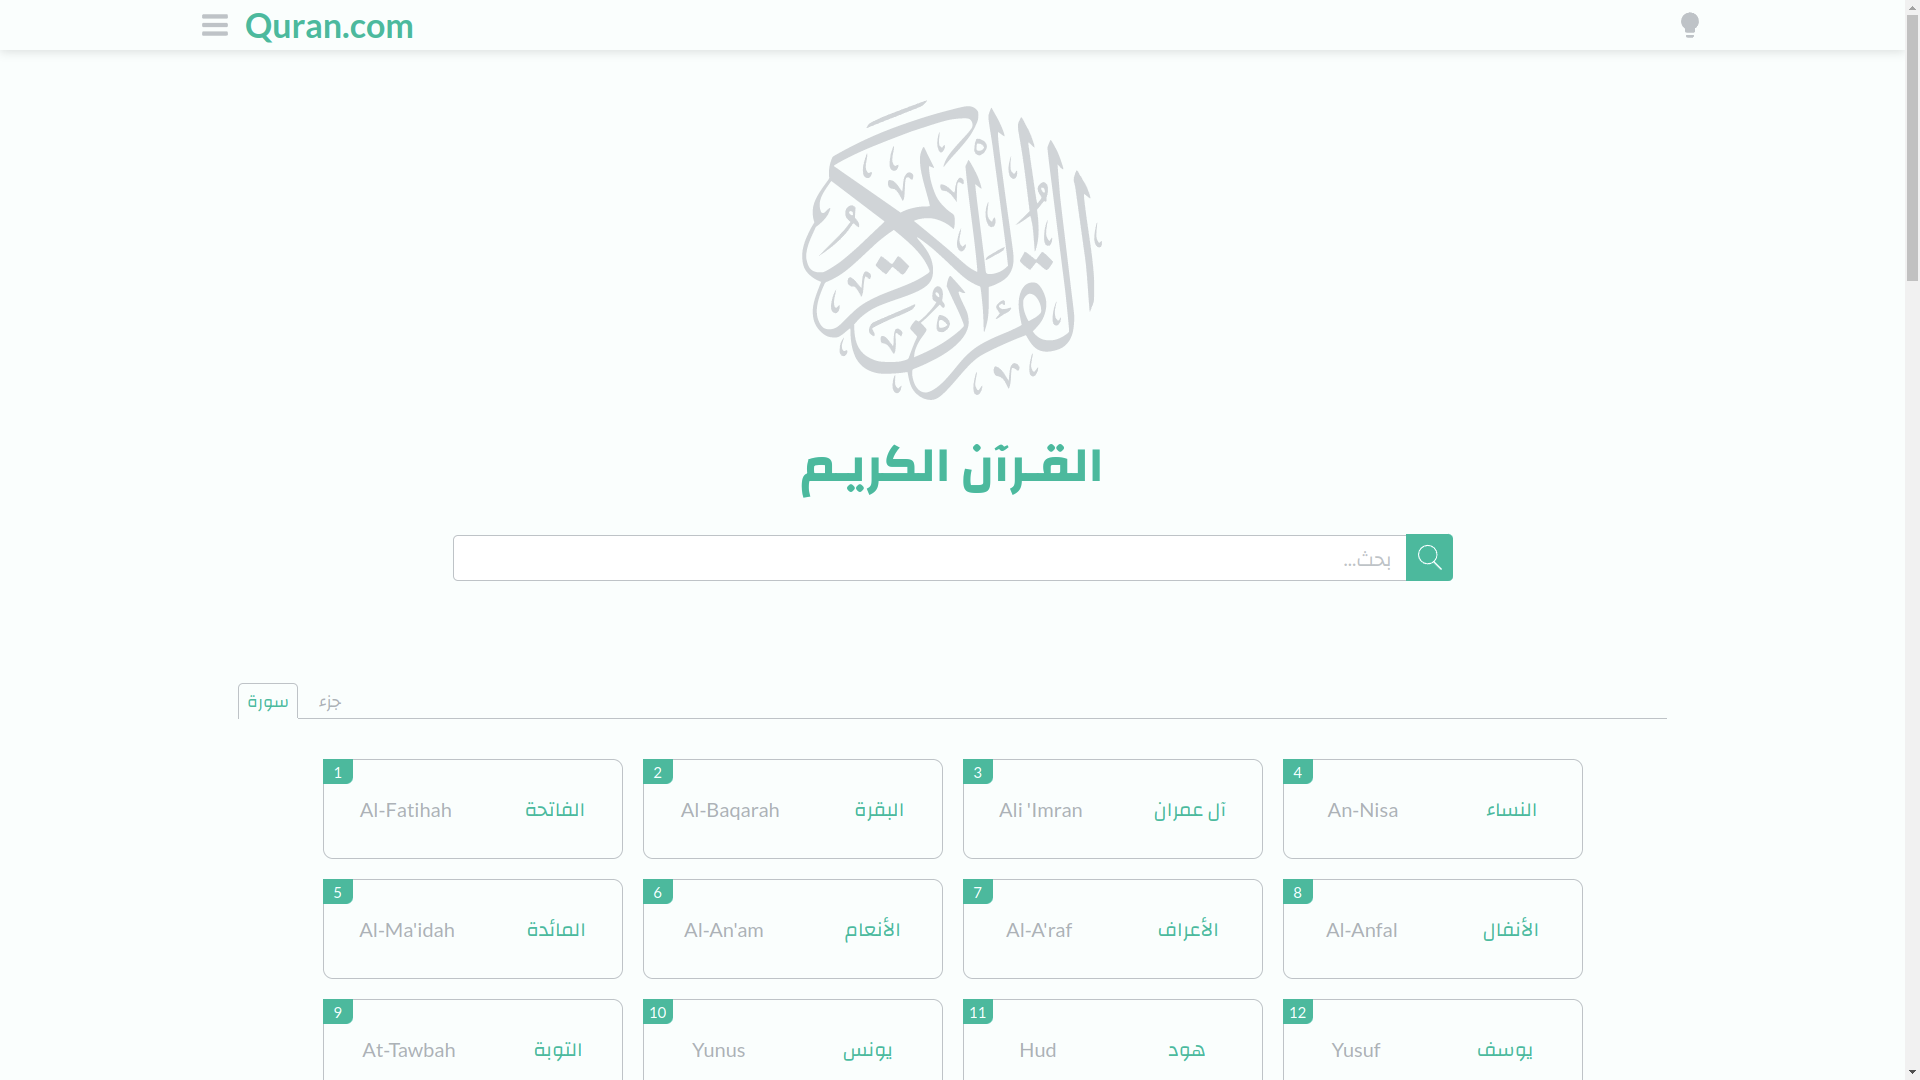 Quran.com
القـرآن الكريـم
بحث...
سورة
جزء
1
Al-Fatihah
الفاتحة
2
Al-Baqarah
البقرة
3
Ali 'Imran
آل عمران
4
An-Nisa
النساء
5
Al-Ma'idah
المائدة
6
Al-An'am
الأنعام
7
Al-A'raf
الأعراف
8
Al-Anfal
الأنفال
9
At-Tawbah
التوبة
10
Yunus
يونس
11
Hud
هود
12
Yusuf
يوسف